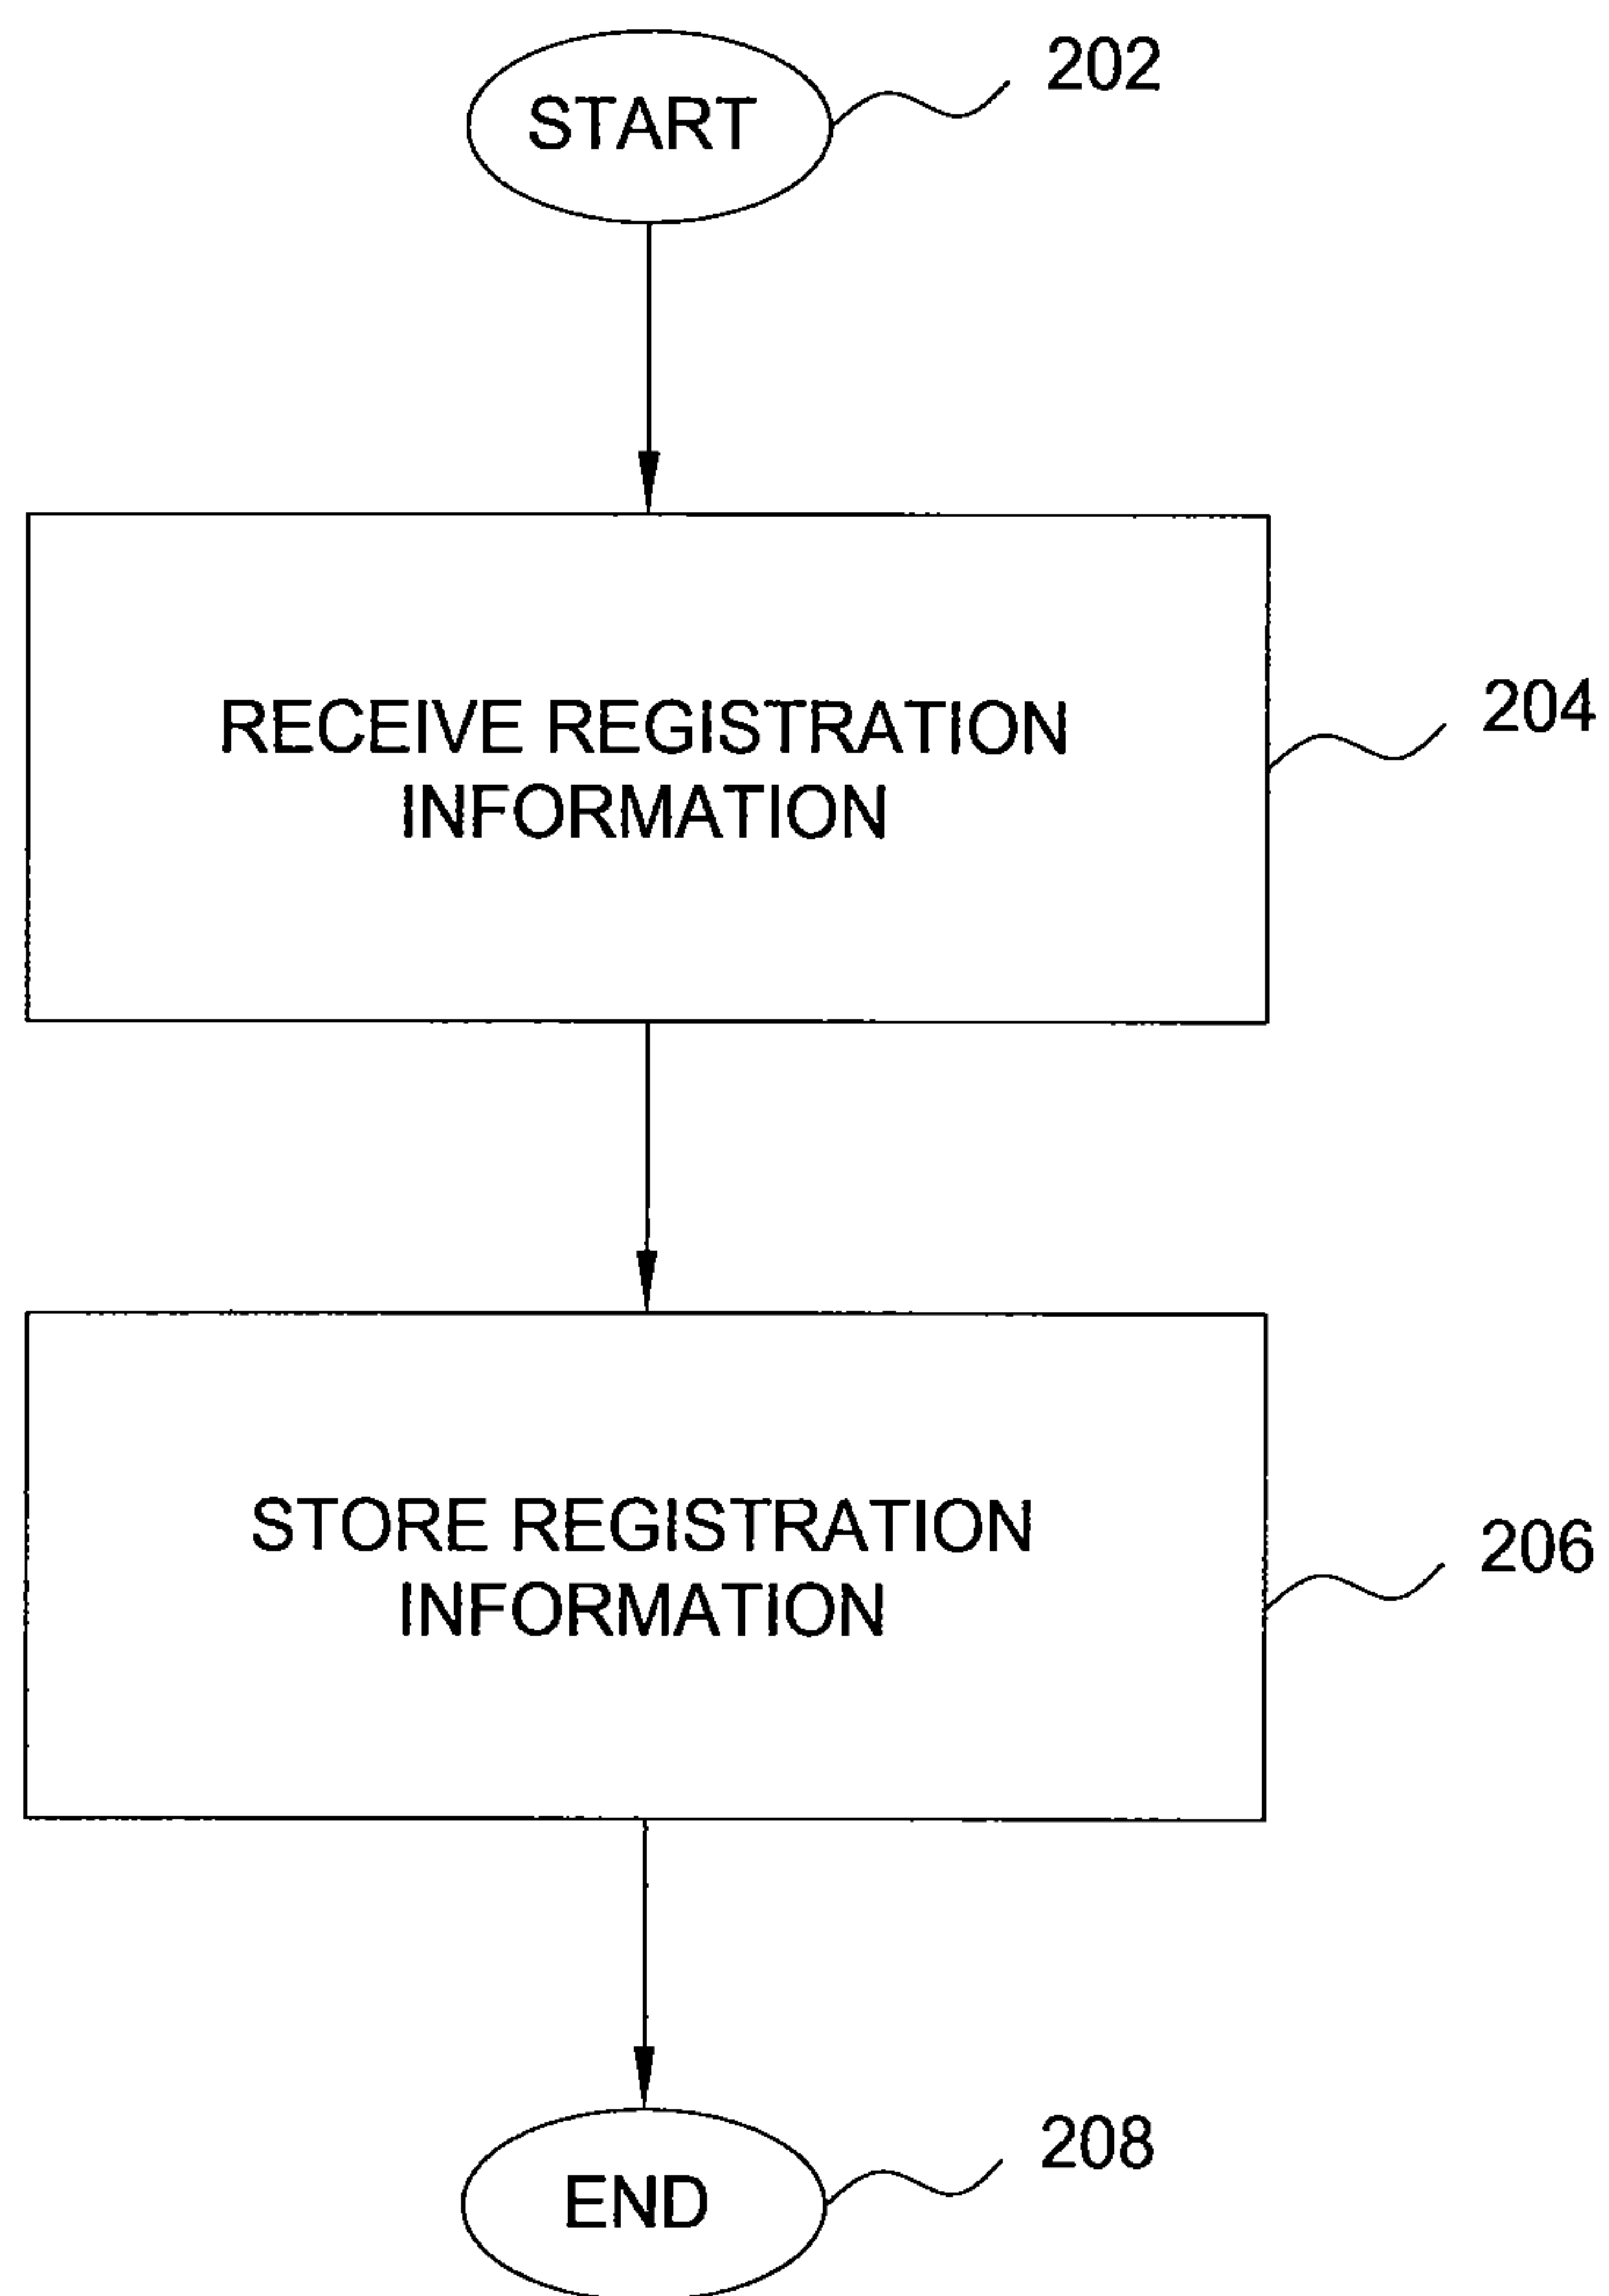 START
202
RECEIVE REGISTRATION
INFORMATION
204
STORE REGISTRATION
INFORMATION
206
END
208